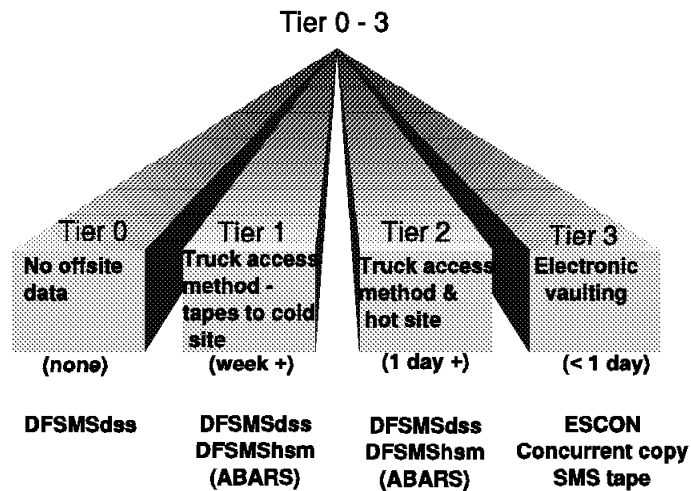 Tier 0 - 3
Tier 0
No offsite
data
(none)
DFSMSdss
Tier 1
Truck access
method -
tapes to cold
site
(week +)
DFSMSdss
DFSMShsm
(ABARS)
Tier 2
Truck access
method &
hot site
(1 day +)
DFSMSdss
DFSMShsm
(ABARS)
Tier 3
Electronic
vaulting
(< 1 day)
ESCON
Concurrent copy
SMS tape